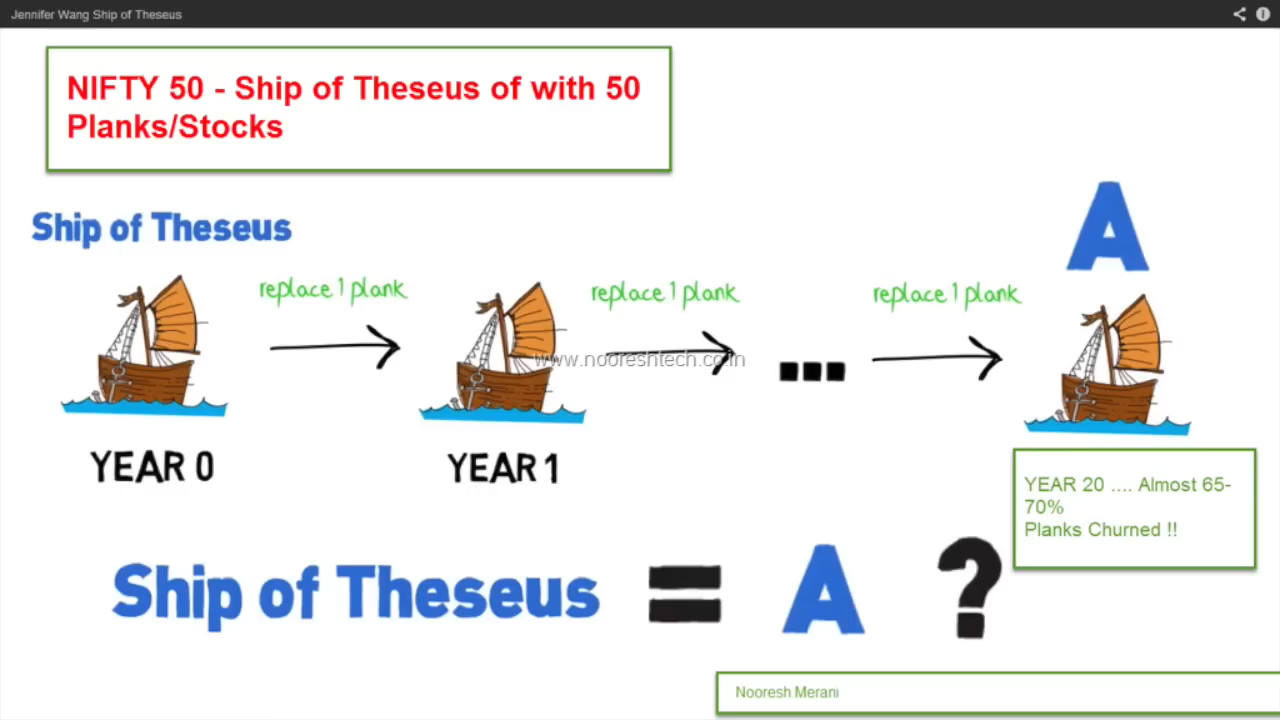 Jennifer Wang Ship of Theseus
NIFTY 50 - Ship of Theseus of with 50
Planks/Stocks
Ship of Theseus
A
replace 1 plank
replace 1 plank
replace 1 plank
www.nooreshtech.co.in
YEAR 0
YEAR 1
YEAR 20 .... Almost 65-
70%
Planks Churned !!
Ship of Theseus = A ?
Nooresh Merani